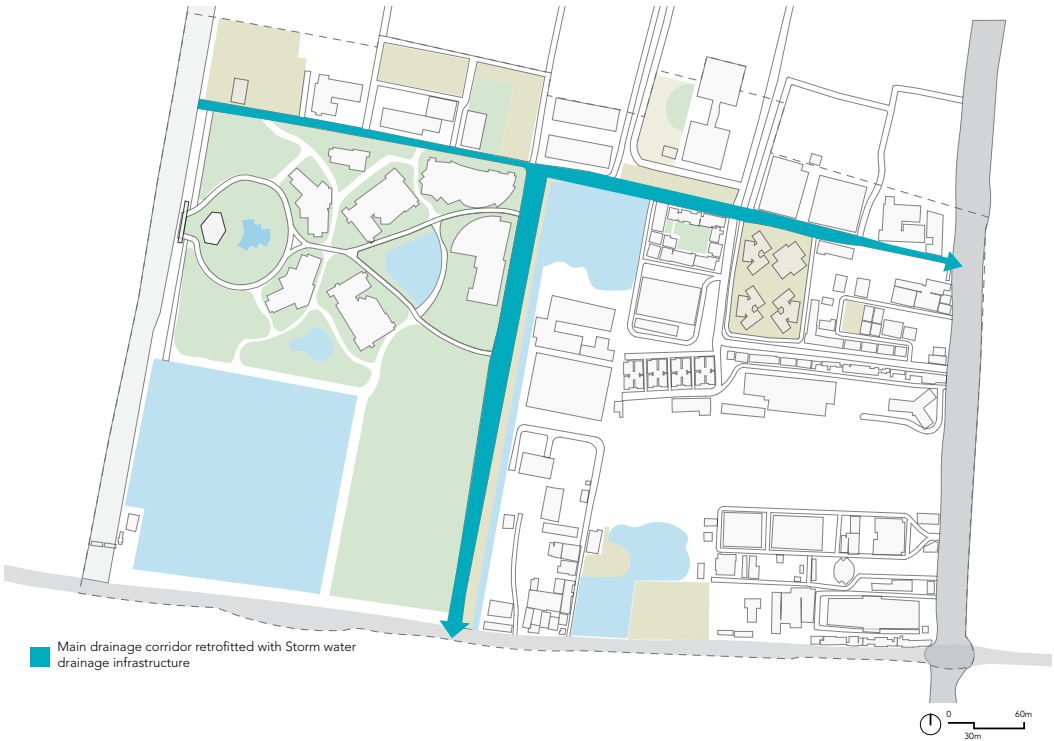 Main drainage corridor retrofitted with Storm water
drainage infrastructure
0 60m
30m